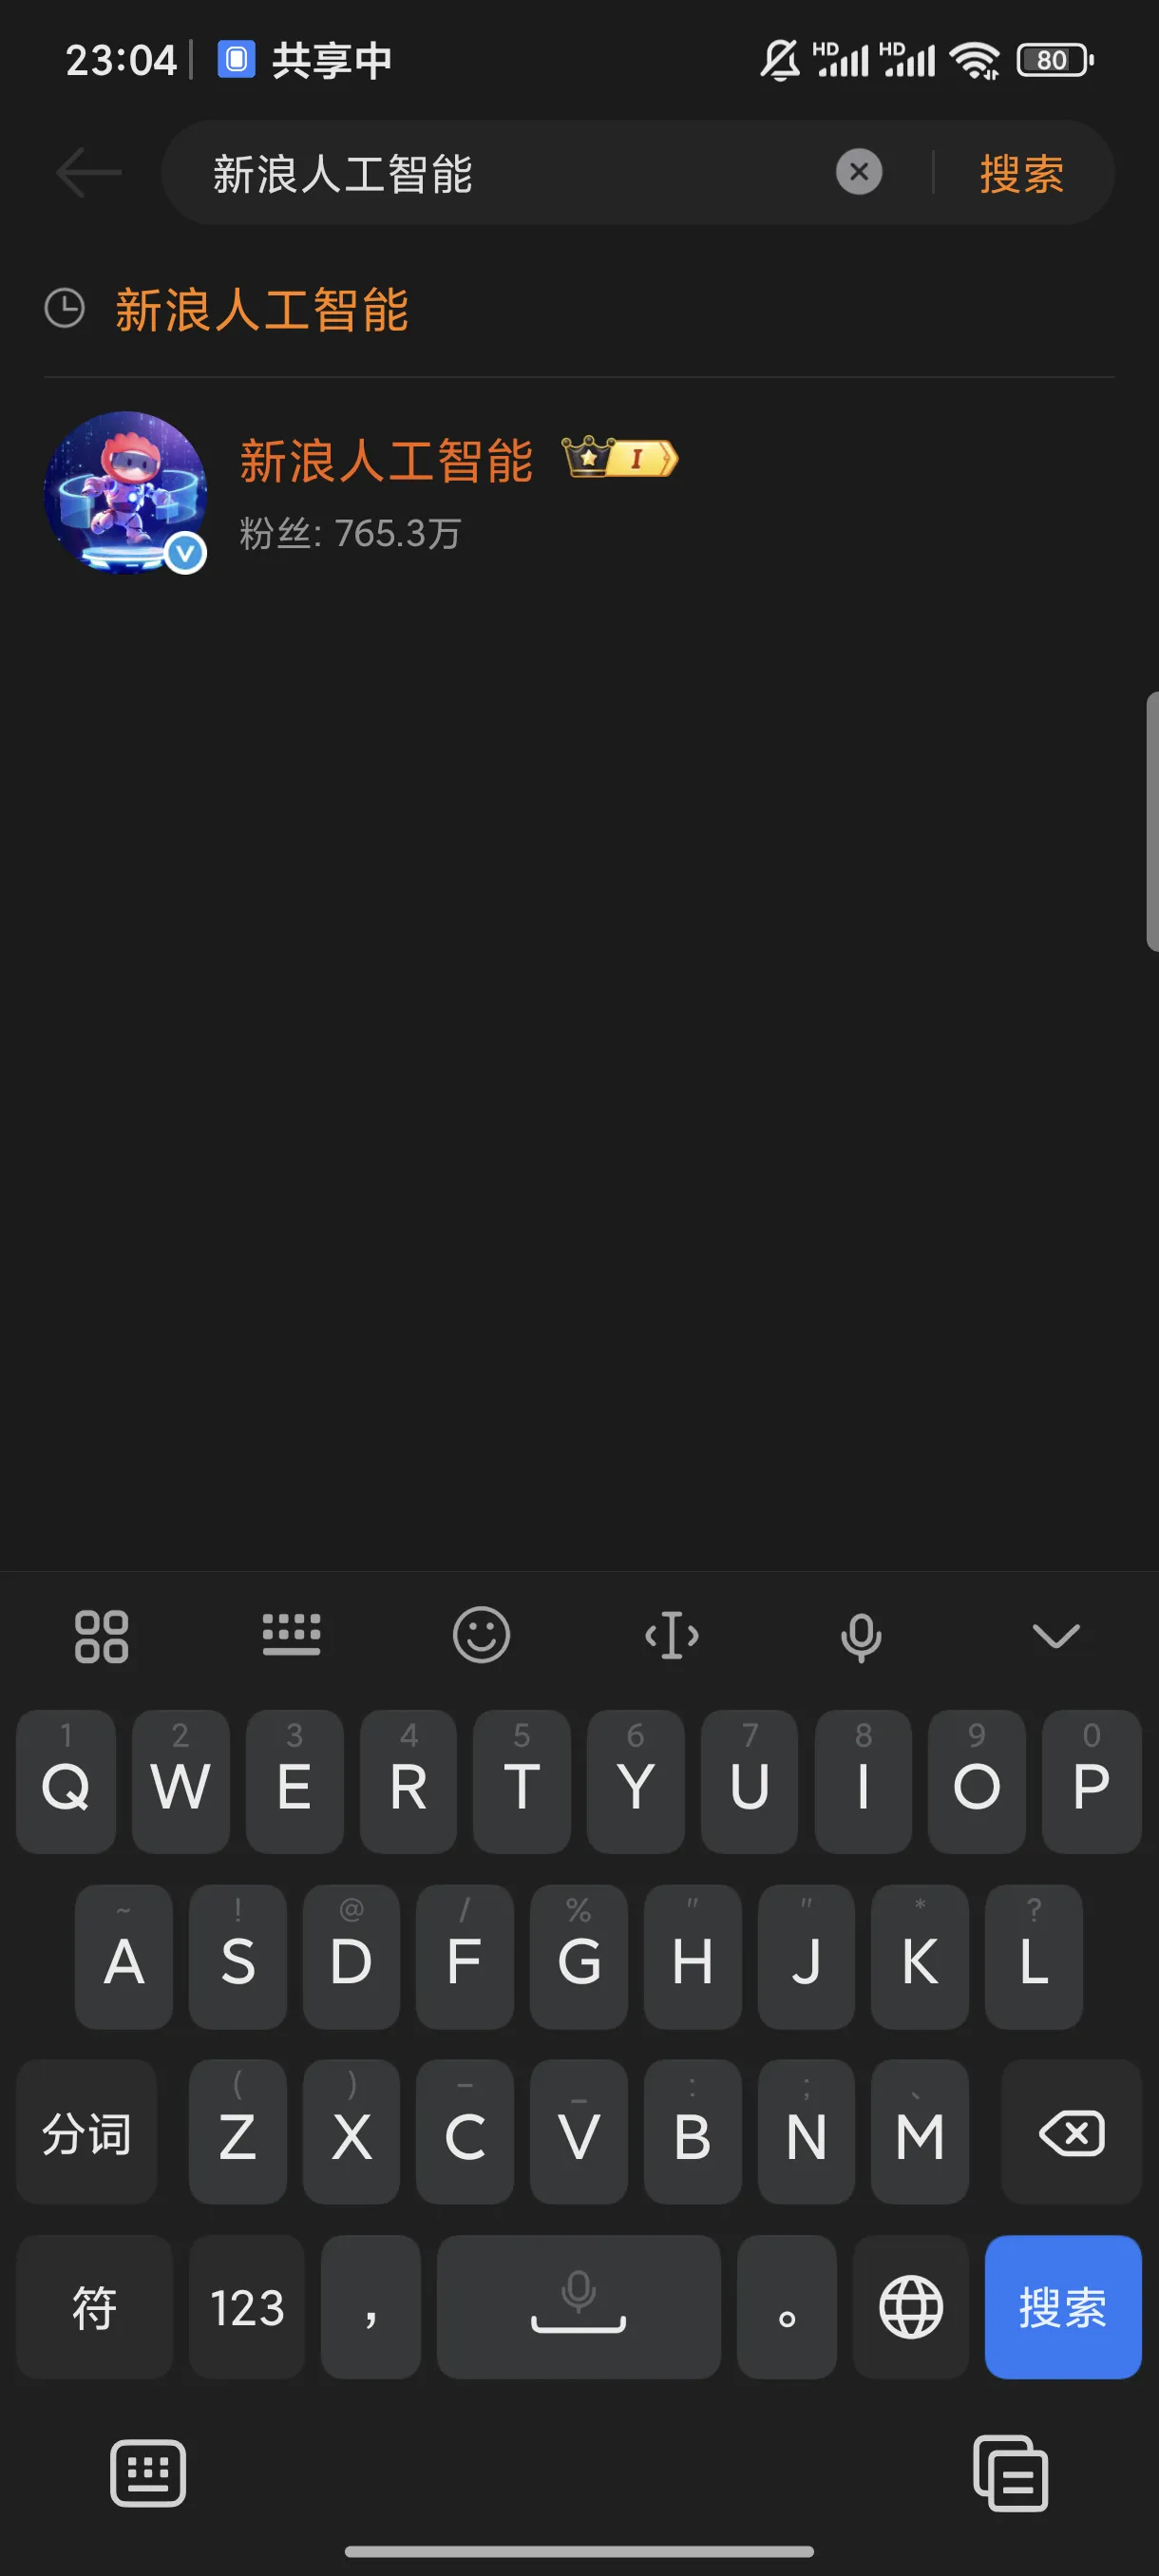 23:04 共享中 HD HD 80
新浪人工智能 搜索
新浪人工智能
新浪人工智能 I
粉丝: 765.3万
1 2 3 4 5 6 7 8 9 0
Q W E R T Y U I O P
~ ! @ / % " " * ?
A S D F G H J K L
( ) – _ : ; 、
分词 Z X C V B N M
符 123 , 。 搜索